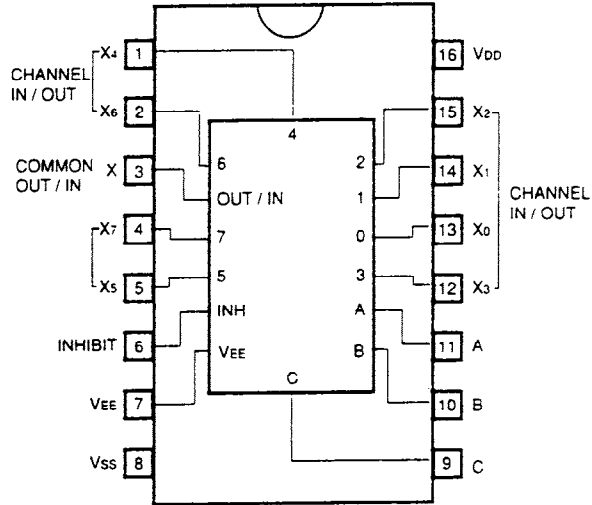 CHANNEL
IN / OUT
X4 1
X6 2
COMMON
OUT / IN
X 3
X7 4
X5 5
INHIBIT 6
VEE 7
VSS 8
4
6
OUT / IN
7
5
INH
VEE
C
2
1
0
3
A
B
16 VDD
15 X2
14 X1
13 X0
12 X3
CHANNEL
IN / OUT
11 A
10 B
9 C